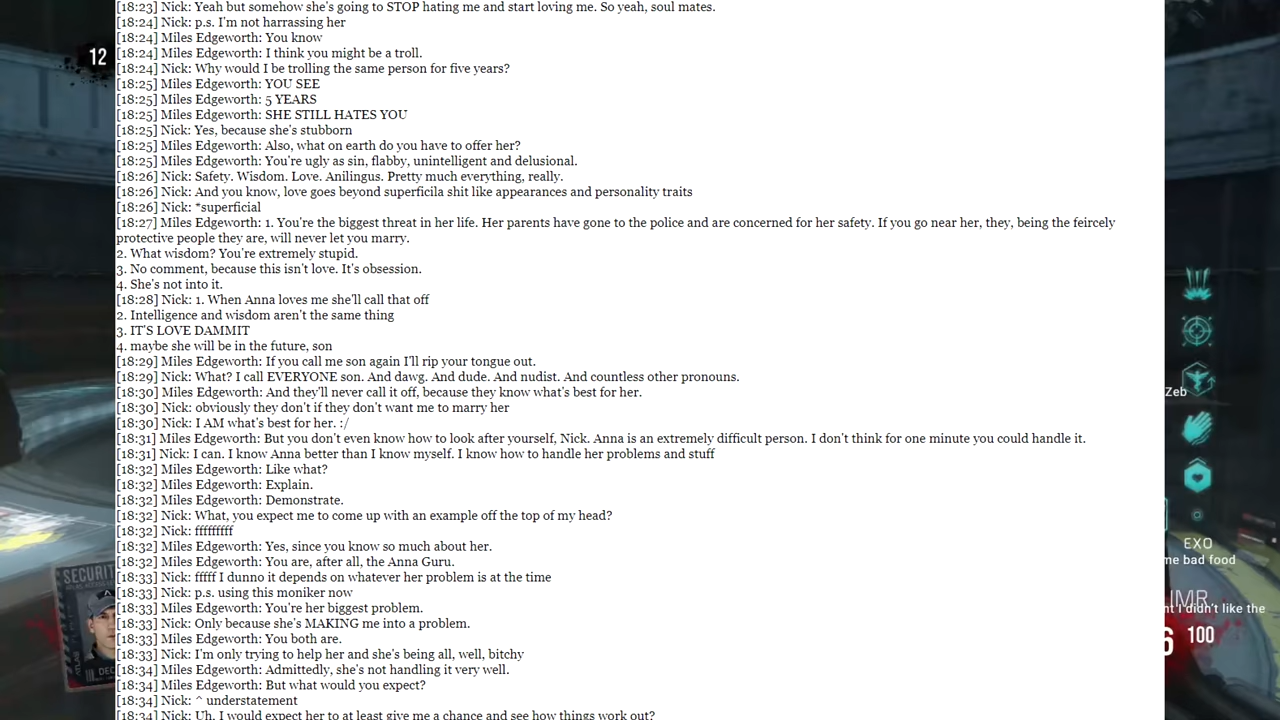 [18:23] Nick: Yeah but somehow she's going to STOP hating me and start loving me. So yeah, soul mates.
[18:24] Nick: p.s. I'm not harrassing her
[18:24] Miles Edgeworth: You know
[18:24] Miles Edgeworth: I think you might be a troll.
[18:24] Nick: Why would I be trolling the same person for five years?
[18:25] Miles Edgeworth: YOU SEE
[18:25] Miles Edgeworth: 5 YEARS
[18:25] Miles Edgeworth: SHE STILL HATES YOU
[18:25] Nick: Yes, because she's stubborn
[18:25] Miles Edgeworth: Also, what on earth do you have to offer her?
[18:25] Miles Edgeworth: You're ugly as sin, flabby, unintelligent and delusional.
[18:26] Nick: Safety. Wisdom. Love. Anilingus. Pretty much everything, really.
[18:26] Nick: And you know, love goes beyond superficila shit like appearances and personality traits
[18:26] Nick: *superficial
[18:27] Miles Edgeworth: 1. You're the biggest threat in her life. Her parents have gone to the police and are concerned for her safety. If you go near her, they, being the feircely
protective people they are, will never let you marry.
2. What wisdom? You're extremely stupid.
3. No comment, because this isn't love. It's obsession.
4. She's not into it.
[18:28] Nick: 1. When Anna loves me she'll call that off
2. Intelligence and wisdom aren't the same thing
3. IT'S LOVE DAMMIT
4. maybe she will be in the future, son
[18:29] Miles Edgeworth: If you call me son again I'll rip your tongue out.
[18:29] Nick: What? I call EVERYONE son. And dawg. And dude. And nudist. And countless other pronouns.
[18:30] Miles Edgeworth: And they'll never call it off, because they know what's best for her.
[18:30] Nick: obviously they don't if they don't want me to marry her
[18:30] Nick: I AM what's best for her. :/
[18:31] Miles Edgeworth: But you don't even know how to look after yourself, Nick. Anna is an extremely difficult person. I don't think for one minute you could handle it.
[18:31] Nick: I can. I know Anna better than I know myself. I know how to handle her problems and stuff
[18:32] Miles Edgeworth: Like what?
[18:32] Miles Edgeworth: Explain.
[18:32] Miles Edgeworth: Demonstrate.
[18:32] Nick: What, you expect me to come up with an example off the top of my head?
[18:32] Nick: fffffffff
[18:32] Miles Edgeworth: Yes, since you know so much about her.
[18:32] Miles Edgeworth: You are, after all, the Anna Guru.
[18:33] Nick: fffff I dunno it depends on whatever her problem is at the time
[18:33] Nick: p.s. using this moniker now
[18:33] Miles Edgeworth: You're her biggest problem.
[18:33] Nick: Only because she's MAKING me into a problem.
[18:33] Miles Edgeworth: You both are.
[18:33] Nick: I'm only trying to help her and she's being all, well, bitchy
[18:34] Miles Edgeworth: Admittedly, she's not handling it very well.
[18:34] Miles Edgeworth: But what would you expect?
[18:34] Nick: ^ understatement
[18:34] Nick: Uh, I would expect her to at least give me a chance and see how things work out?
12
Zeb
EXO
me bad food
nt I didn't like the
100
SECURIT
DEC